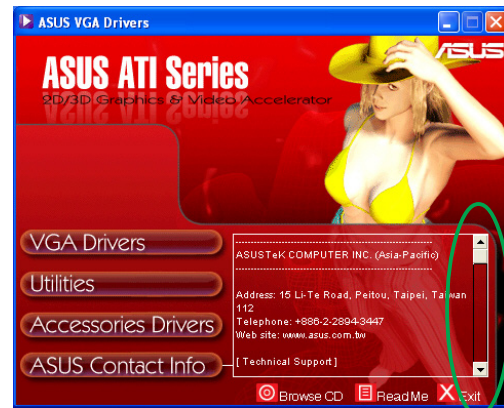 ASUS VGA Drivers
ASUS
ASUS ATI Series
2D/3D Graphics & Video Accelerator
VGA Drivers
Utilities
Accessories Drivers
ASUS Contact Info
ASUSTeK COMPUTER INC. (Asia-Pacific)
Address: 15 Li-Te Road, Peitou, Taipei, Taiwan
112
Telephone: +886-2-2894-3447
Web site: www.asus.com.tw
[ Technical Support ]
Browse CD
ReadMe
Exit